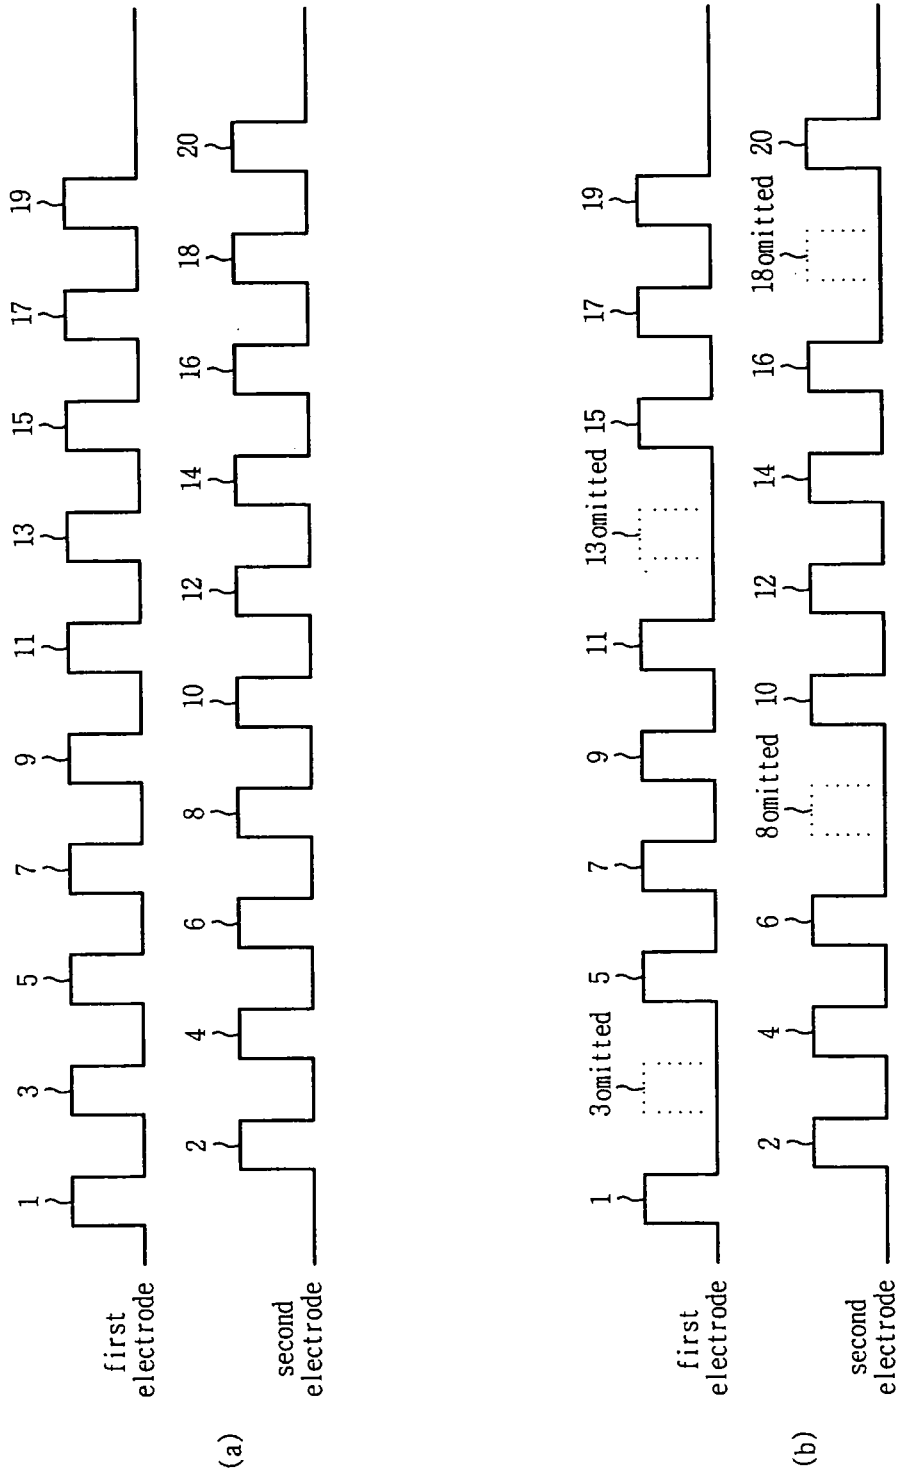 1 3 5 7 9 11 13 15 17 19
first
electrode
2 4 6 8 10 12 14 16 18 20
second
electrode
(a)
1 3omitted 5 7 9 11 13omitted 15 17 19
first
electrode
2 4 6 8omitted 10 12 14 16 18omitted 20
second
electrode
(b)